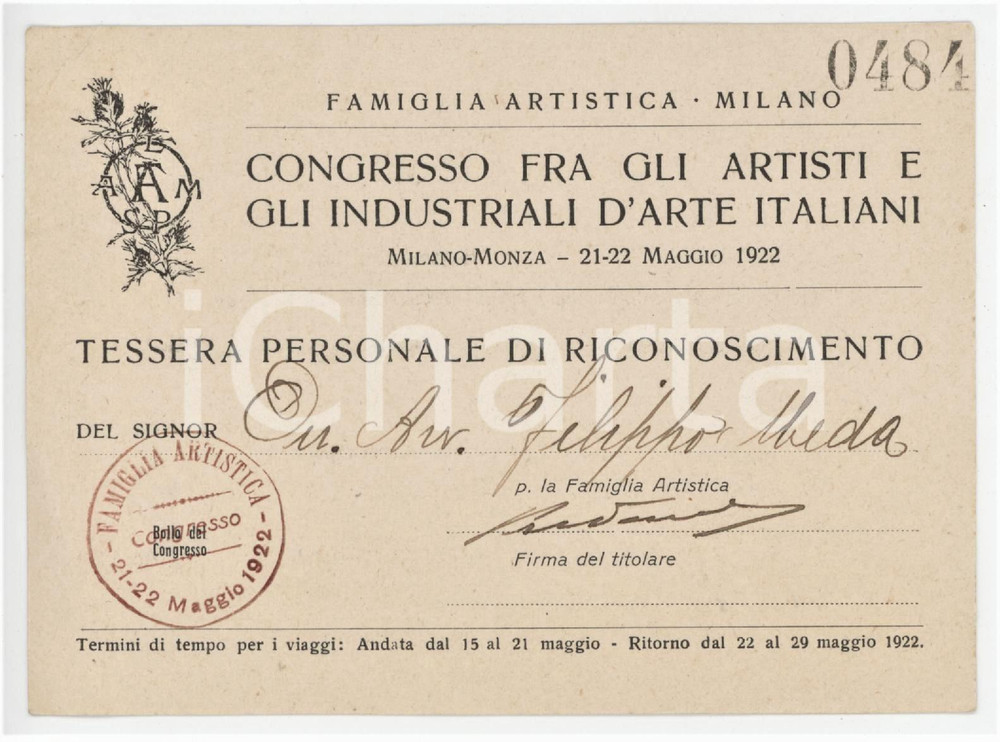 0484
FAMIGLIA ARTISTICA · MILANO
CONGRESSO FRA GLI ARTISTI E
GLI INDUSTRIALI D'ARTE ITALIANI
MILANO-MONZA – 21-22 MAGGIO 1922
TESSERA PERSONALE DI RICONOSCIMENTO
DEL SIGNOR On. Avv. Filippo Meda
p. la Famiglia Artistica
Firma del titolare
- FAMIGLIA ARTISTICA -
Congresso
21-22 Maggio 1922
Bollo del
Congresso
Termini di tempo per i viaggi: Andata dal 15 al 21 maggio - Ritorno dal 22 al 29 maggio 1922.
iCharta